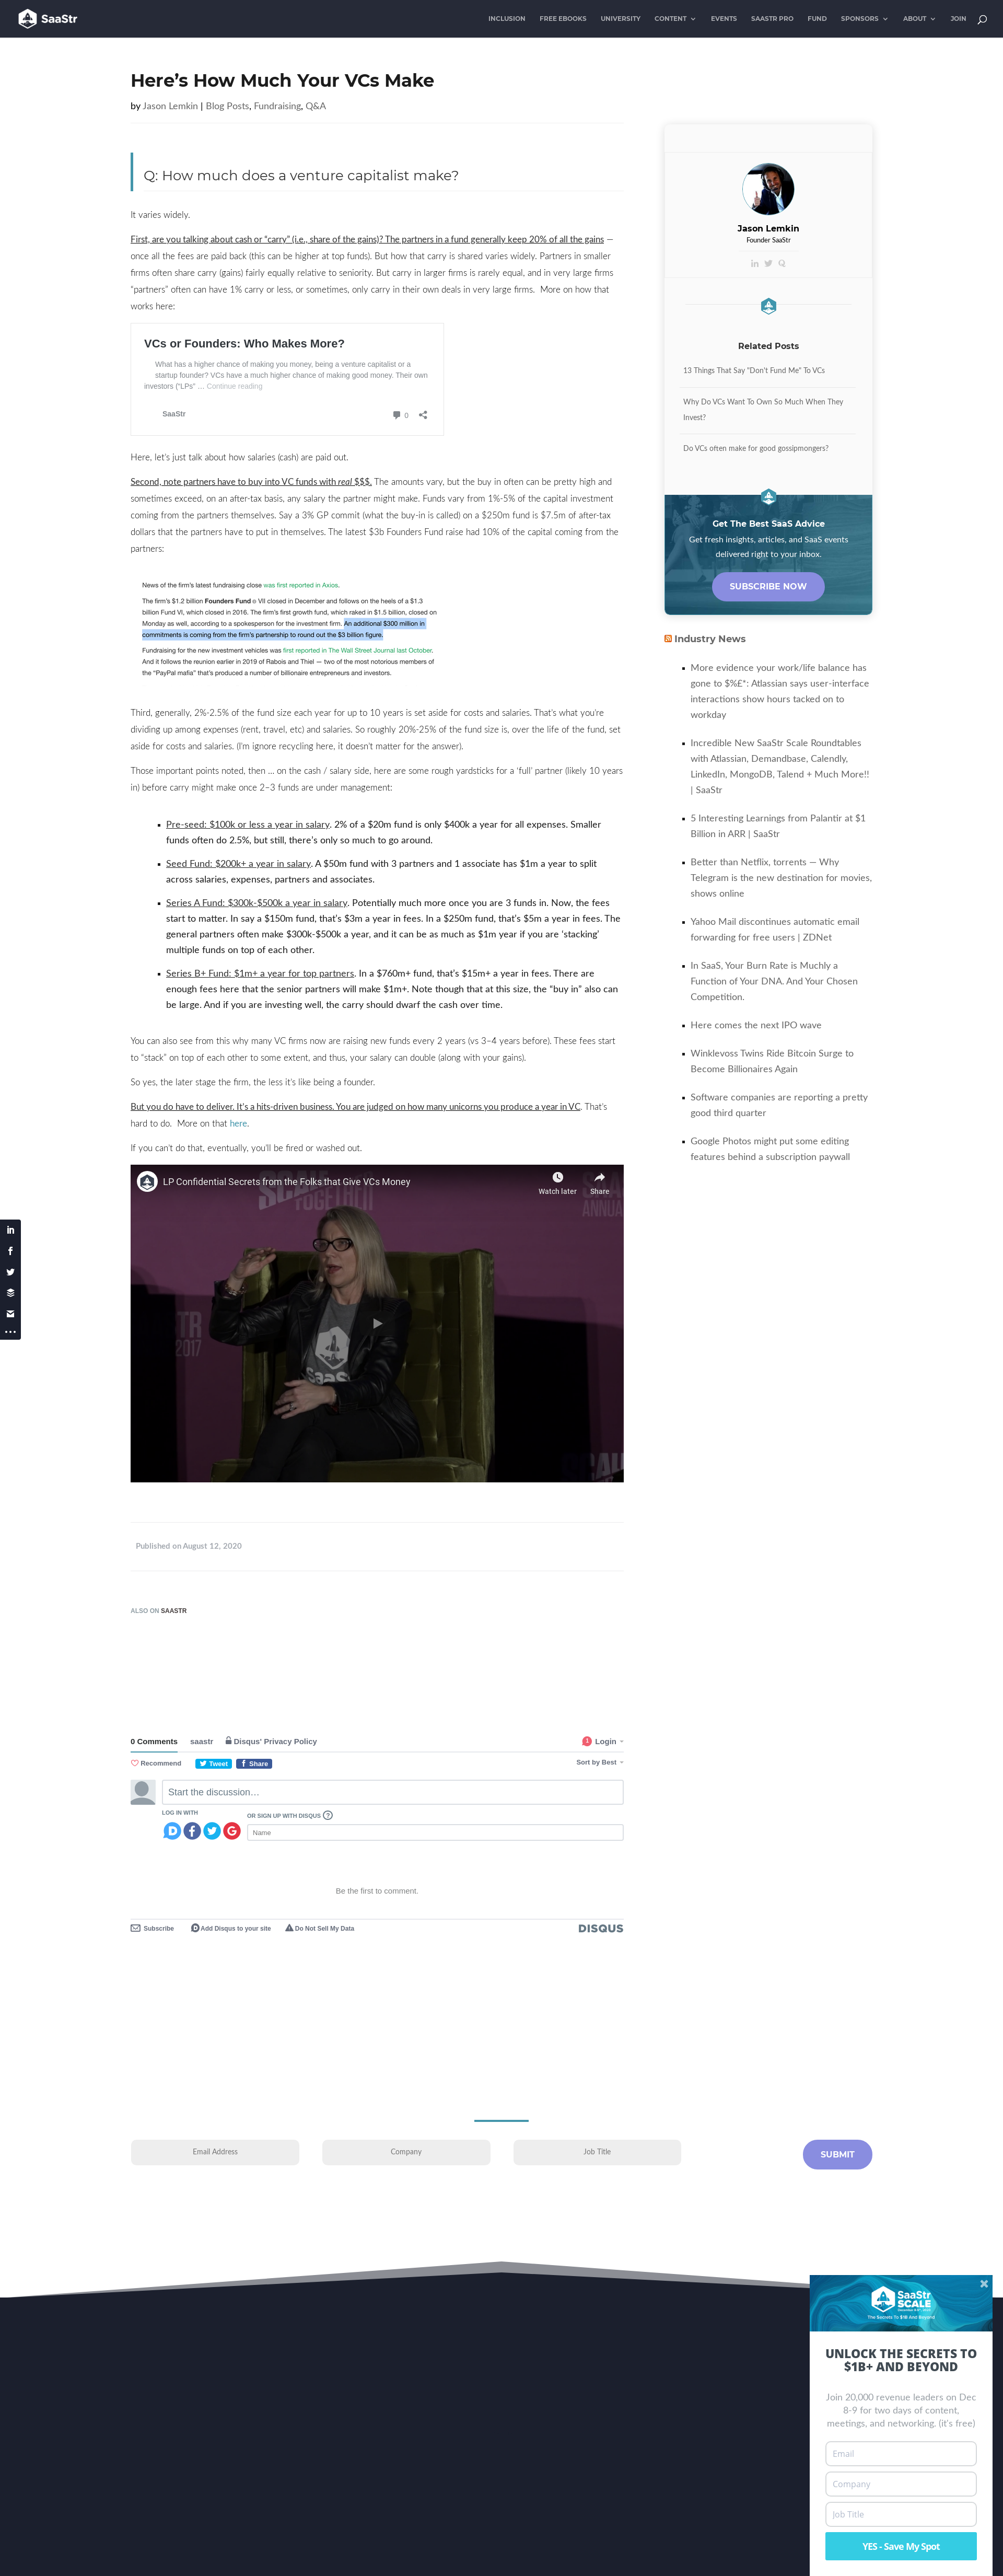 SaaStr
INCLUSION
FREE EBOOKS
UNIVERSITY
CONTENT
EVENTS
SAASTR PRO
FUND
SPONSORS
ABOUT
JOIN
Here’s How Much Your VCs Make
by Jason Lemkin | Blog Posts, Fundraising, Q&A
Q: How much does a venture capitalist make?
It varies widely.
First, are you talking about cash or “carry” (i.e., share of the gains)? The partners in a fund generally keep 20% of all the gains —
once all the fees are paid back (this can be higher at top funds). But how that carry is shared varies widely. Partners in smaller
firms often share carry (gains) fairly equally relative to seniority. But carry in larger firms is rarely equal, and in very large firms
“partners” often can have 1% carry or less, or sometimes, only carry in their own deals in very large firms.  More on how that
works here:
VCs or Founders: Who Makes More?
What has a higher chance of making you money, being a venture capitalist or a
startup founder? VCs have a much higher chance of making good money. Their own
investors (“LPs” … Continue reading
SaaStr
0
Here, let’s just talk about how salaries (cash) are paid out.
Second, note partners have to buy into VC funds with real $$$. The amounts vary, but the buy in often can be pretty high and
sometimes exceed, on an after-tax basis, any salary the partner might make. Funds vary from 1%-5% of the capital investment
coming from the partners themselves. Say a 3% GP commit (what the buy-in is called) on a $250m fund is $7.5m of after-tax
dollars that the partners have to put in themselves. The latest $3b Founders Fund raise had 10% of the capital coming from the
partners:
News of the firm’s latest fundraising close was first reported in Axios.
The firm’s $1.2 billion Founders Fund VII closed in December and follows on the heels of a $1.3
billion Fund VI, which closed in 2016. The firm’s first growth fund, which raked in $1.5 billion, closed on
Monday as well, according to a spokesperson for the investment firm. An additional $300 million in
commitments is coming from the firm’s partnership to round out the $3 billion figure.
Fundraising for the new investment vehicles was first reported in The Wall Street Journal last October.
And it follows the reunion earlier in 2019 of Rabois and Thiel — two of the most notorious members of
the “PayPal mafia” that’s produced a number of billionaire entrepreneurs and investors.
Third, generally, 2%-2.5% of the fund size each year for up to 10 years is set aside for costs and salaries. That’s what you’re
dividing up among expenses (rent, travel, etc) and salaries. So roughly 20%-25% of the fund size is, over the life of the fund, set
aside for costs and salaries. (I’m ignore recycling here, it doesn’t matter for the answer).
Those important points noted, then … on the cash / salary side, here are some rough yardsticks for a ‘full’ partner (likely 10 years
in) before carry might make once 2–3 funds are under management:
Pre-seed: $100k or less a year in salary. 2% of a $20m fund is only $400k a year for all expenses. Smaller
funds often do 2.5%, but still, there’s only so much to go around.
Seed Fund: $200k+ a year in salary. A $50m fund with 3 partners and 1 associate has $1m a year to split
across salaries, expenses, partners and associates.
Series A Fund: $300k-$500k a year in salary. Potentially much more once you are 3 funds in. Now, the fees
start to matter. In say a $150m fund, that’s $3m a year in fees. In a $250m fund, that’s $5m a year in fees. The
general partners often make $300k-$500k a year, and it can be as much as $1m year if you are ‘stacking’
multiple funds on top of each other.
Series B+ Fund: $1m+ a year for top partners. In a $760m+ fund, that’s $15m+ a year in fees. There are
enough fees here that the senior partners will make $1m+. Note though that at this size, the “buy in” also can
be large. And if you are investing well, the carry should dwarf the cash over time.
You can also see from this why many VC firms now are raising new funds every 2 years (vs 3–4 years before). These fees start
to “stack” on top of each other to some extent, and thus, your salary can double (along with your gains).
So yes, the later stage the firm, the less it’s like being a founder.
But you do have to deliver. It’s a hits-driven business. You are judged on how many unicorns you produce a year in VC. That’s
hard to do.  More on that here.
If you can’t do that, eventually, you’ll be fired or washed out.
LP Confidential Secrets from the Folks that Give VCs Money
Watch later
Share
Published on August 12, 2020
ALSO ON SAASTR
0 Comments
saastr
Disqus' Privacy Policy
1
Login
Recommend
Tweet
Share
Sort by Best
Start the discussion…
LOG IN WITH
OR SIGN UP WITH DISQUS ?
Name
Be the first to comment.
Subscribe
Add Disqus to your site
Do Not Sell My Data
DISQUS
Jason Lemkin
Founder SaaStr
Related Posts
13 Things That Say "Don't Fund Me" To VCs
Why Do VCs Want To Own So Much When They
Invest?
Do VCs often make for good gossipmongers?
Get The Best SaaS Advice
Get fresh insights, articles, and SaaS events
delivered right to your inbox.
SUBSCRIBE NOW
Industry News
More evidence your work/life balance has
gone to $%£*: Atlassian says user-interface
interactions show hours tacked on to
workday
Incredible New SaaStr Scale Roundtables
with Atlassian, Demandbase, Calendly,
LinkedIn, MongoDB, Talend + Much More!!
| SaaStr
5 Interesting Learnings from Palantir at $1
Billion in ARR | SaaStr
Better than Netflix, torrents — Why
Telegram is the new destination for movies,
shows online
Yahoo Mail discontinues automatic email
forwarding for free users | ZDNet
In SaaS, Your Burn Rate is Muchly a
Function of Your DNA. And Your Chosen
Competition.
Here comes the next IPO wave
Winklevoss Twins Ride Bitcoin Surge to
Become Billionaires Again
Software companies are reporting a pretty
good third quarter
Google Photos might put some editing
features behind a subscription paywall
Email Address
Company
Job Title
SUBMIT
SaaStr
SCALE
The Secrets To $1B And Beyond
UNLOCK THE SECRETS TO
$1B+ AND BEYOND
Join 20,000 revenue leaders on Dec
8-9 for two days of content,
meetings, and networking. (it's free)
Email
Company
Job Title
YES - Save My Spot